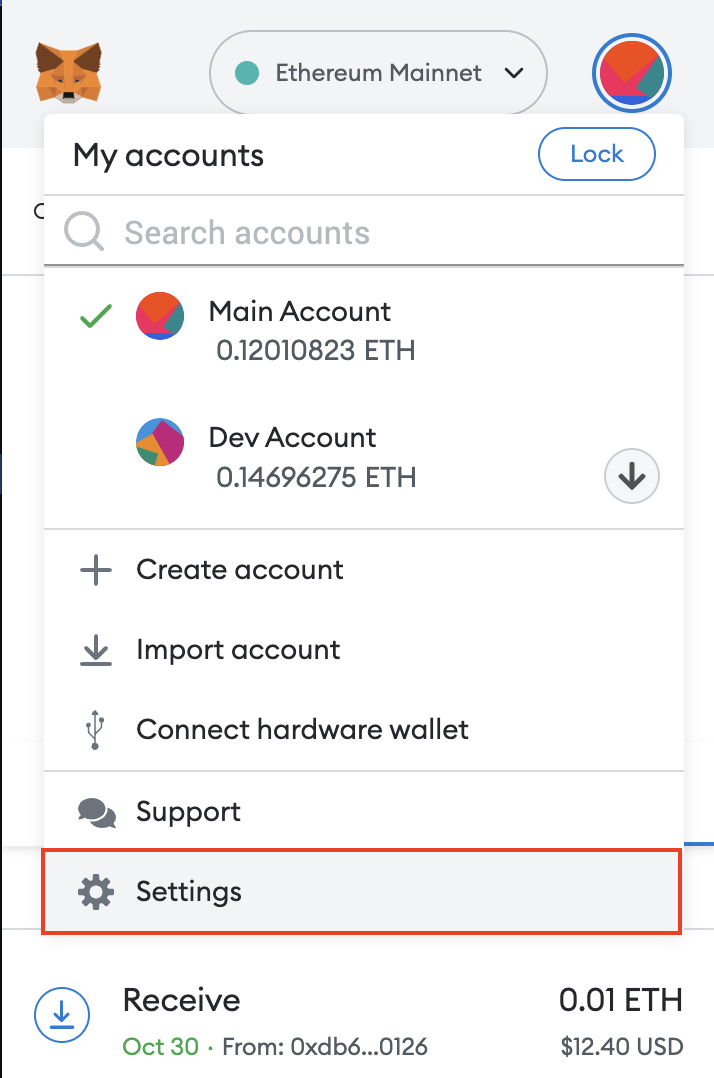 Ethereum Mainnet
My accounts
Lock
Search accounts
Main Account
0.12010823 ETH
Dev Account
0.14696275 ETH
Create account
Import account
Connect hardware wallet
Support
Settings
Receive
0.01 ETH
Oct 30 · From: 0xdb6...0126
$12.40 USD